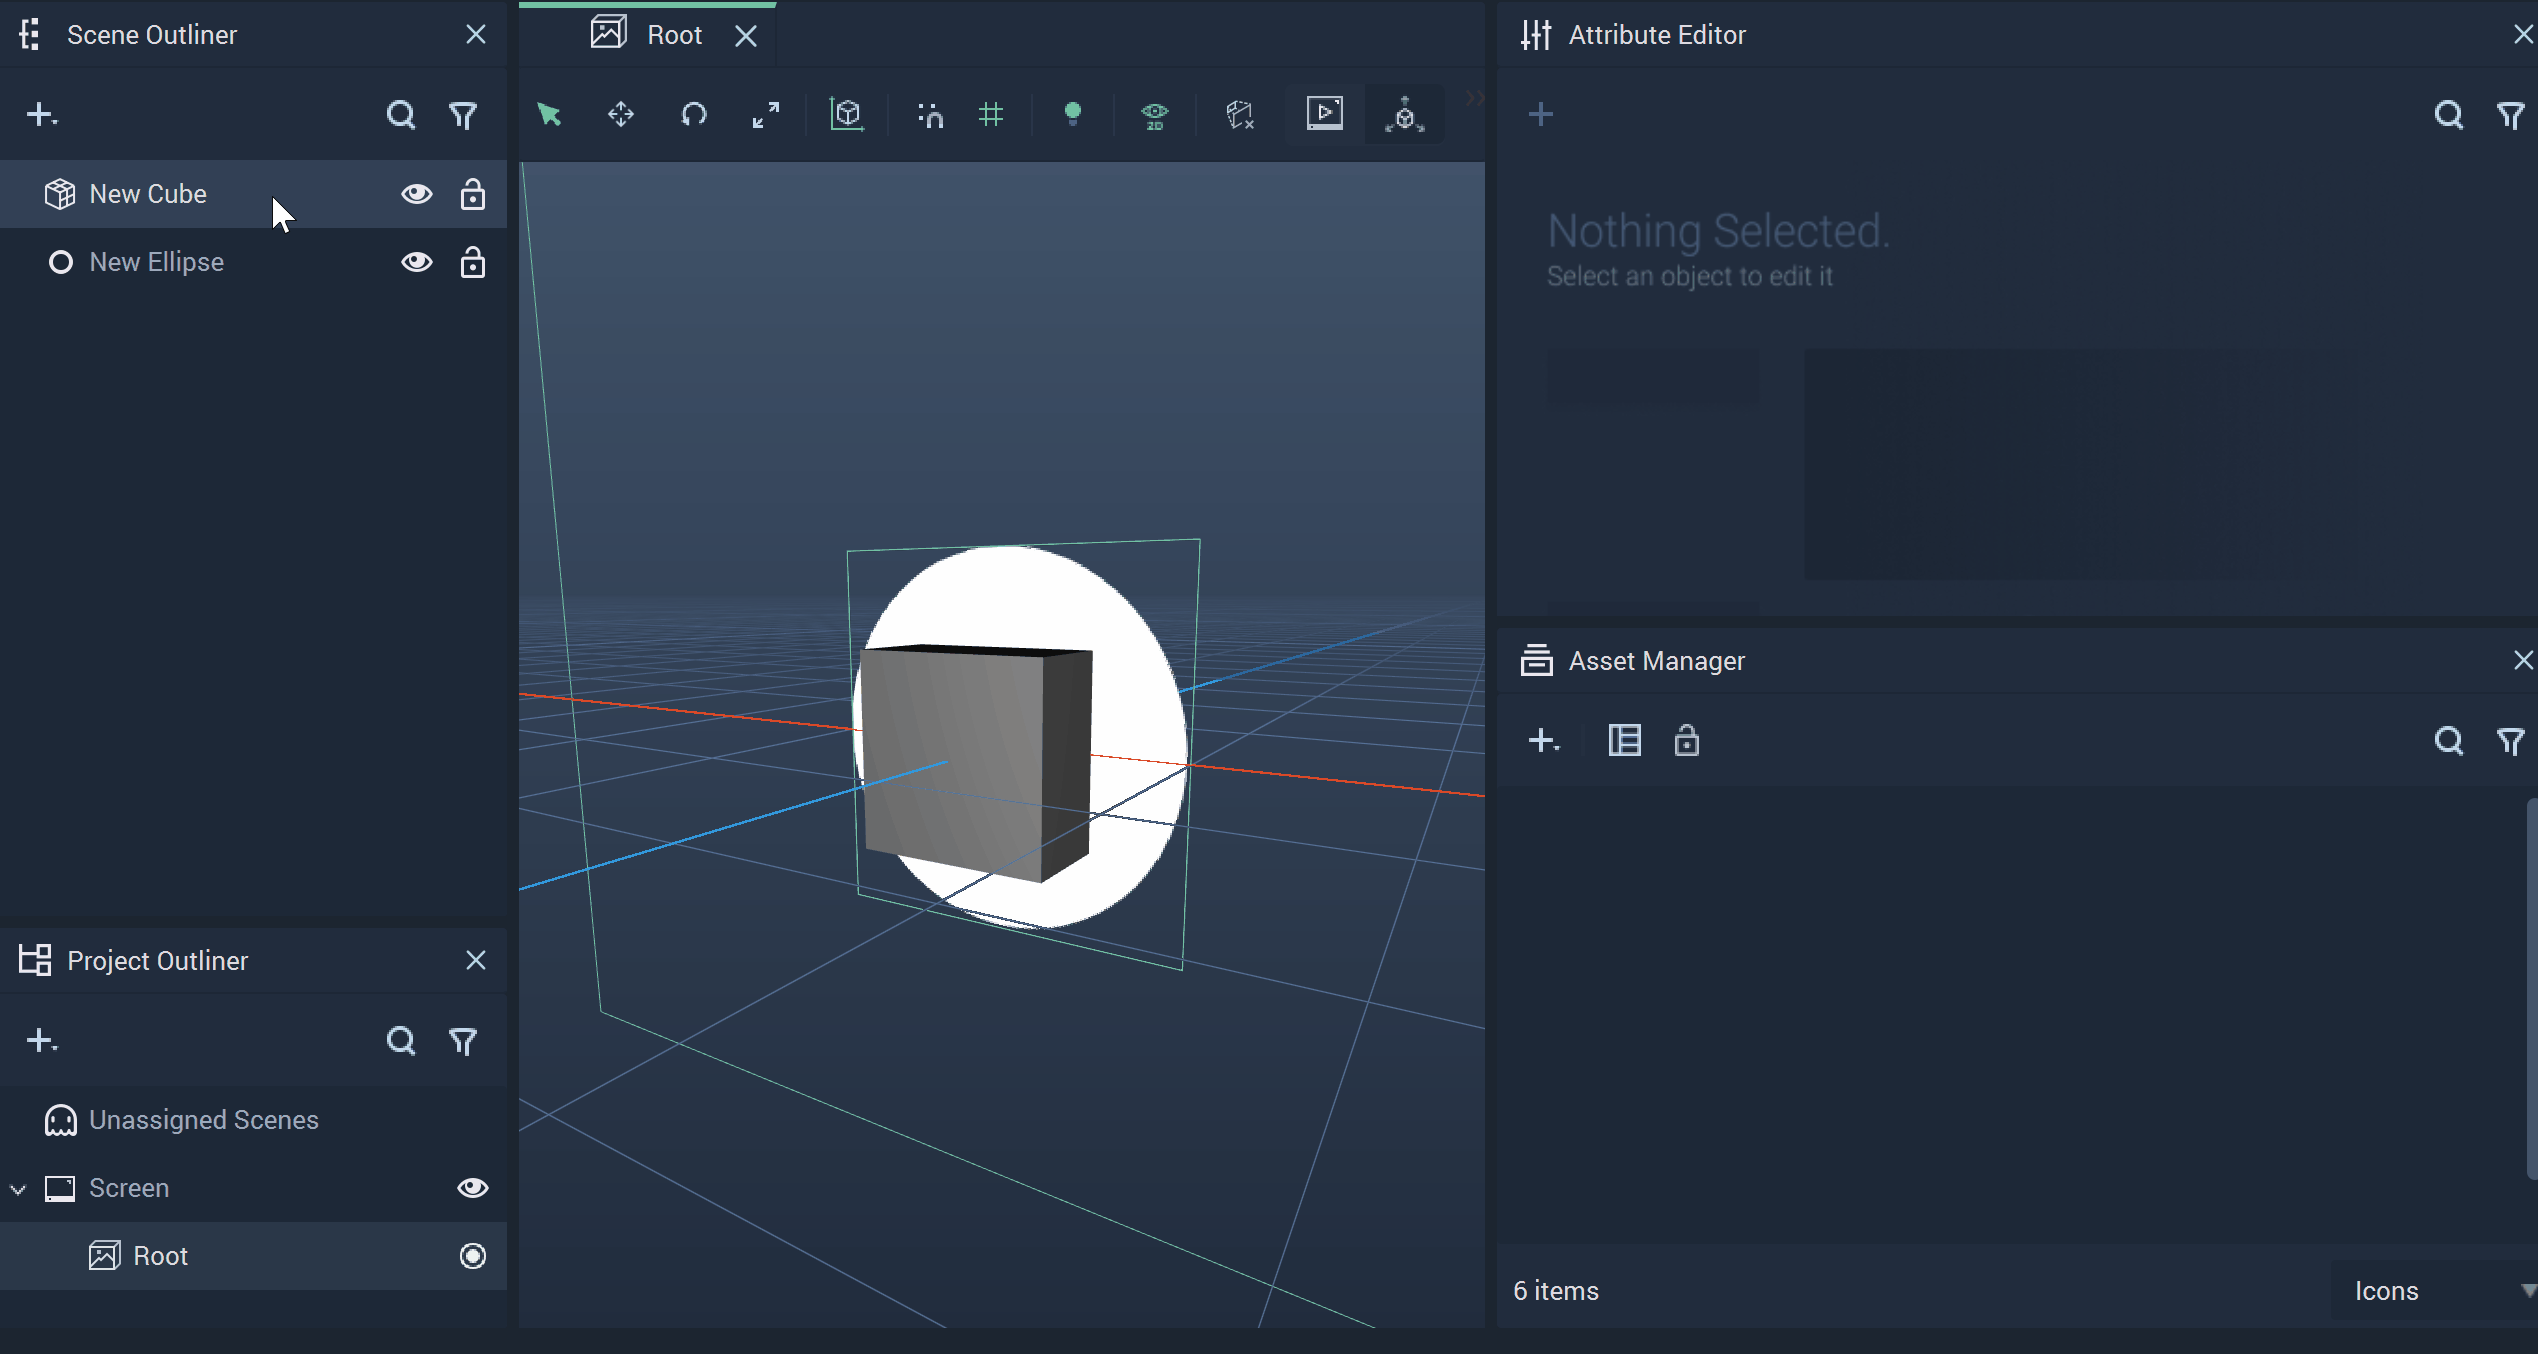 Scene Outliner
New Cube
New Ellipse
Project Outliner
Unassigned Scenes
Screen
Root
Root
2D
Attribute Editor
Nothing Selected.
Select an object to edit it
Asset Manager
6 items
Icons